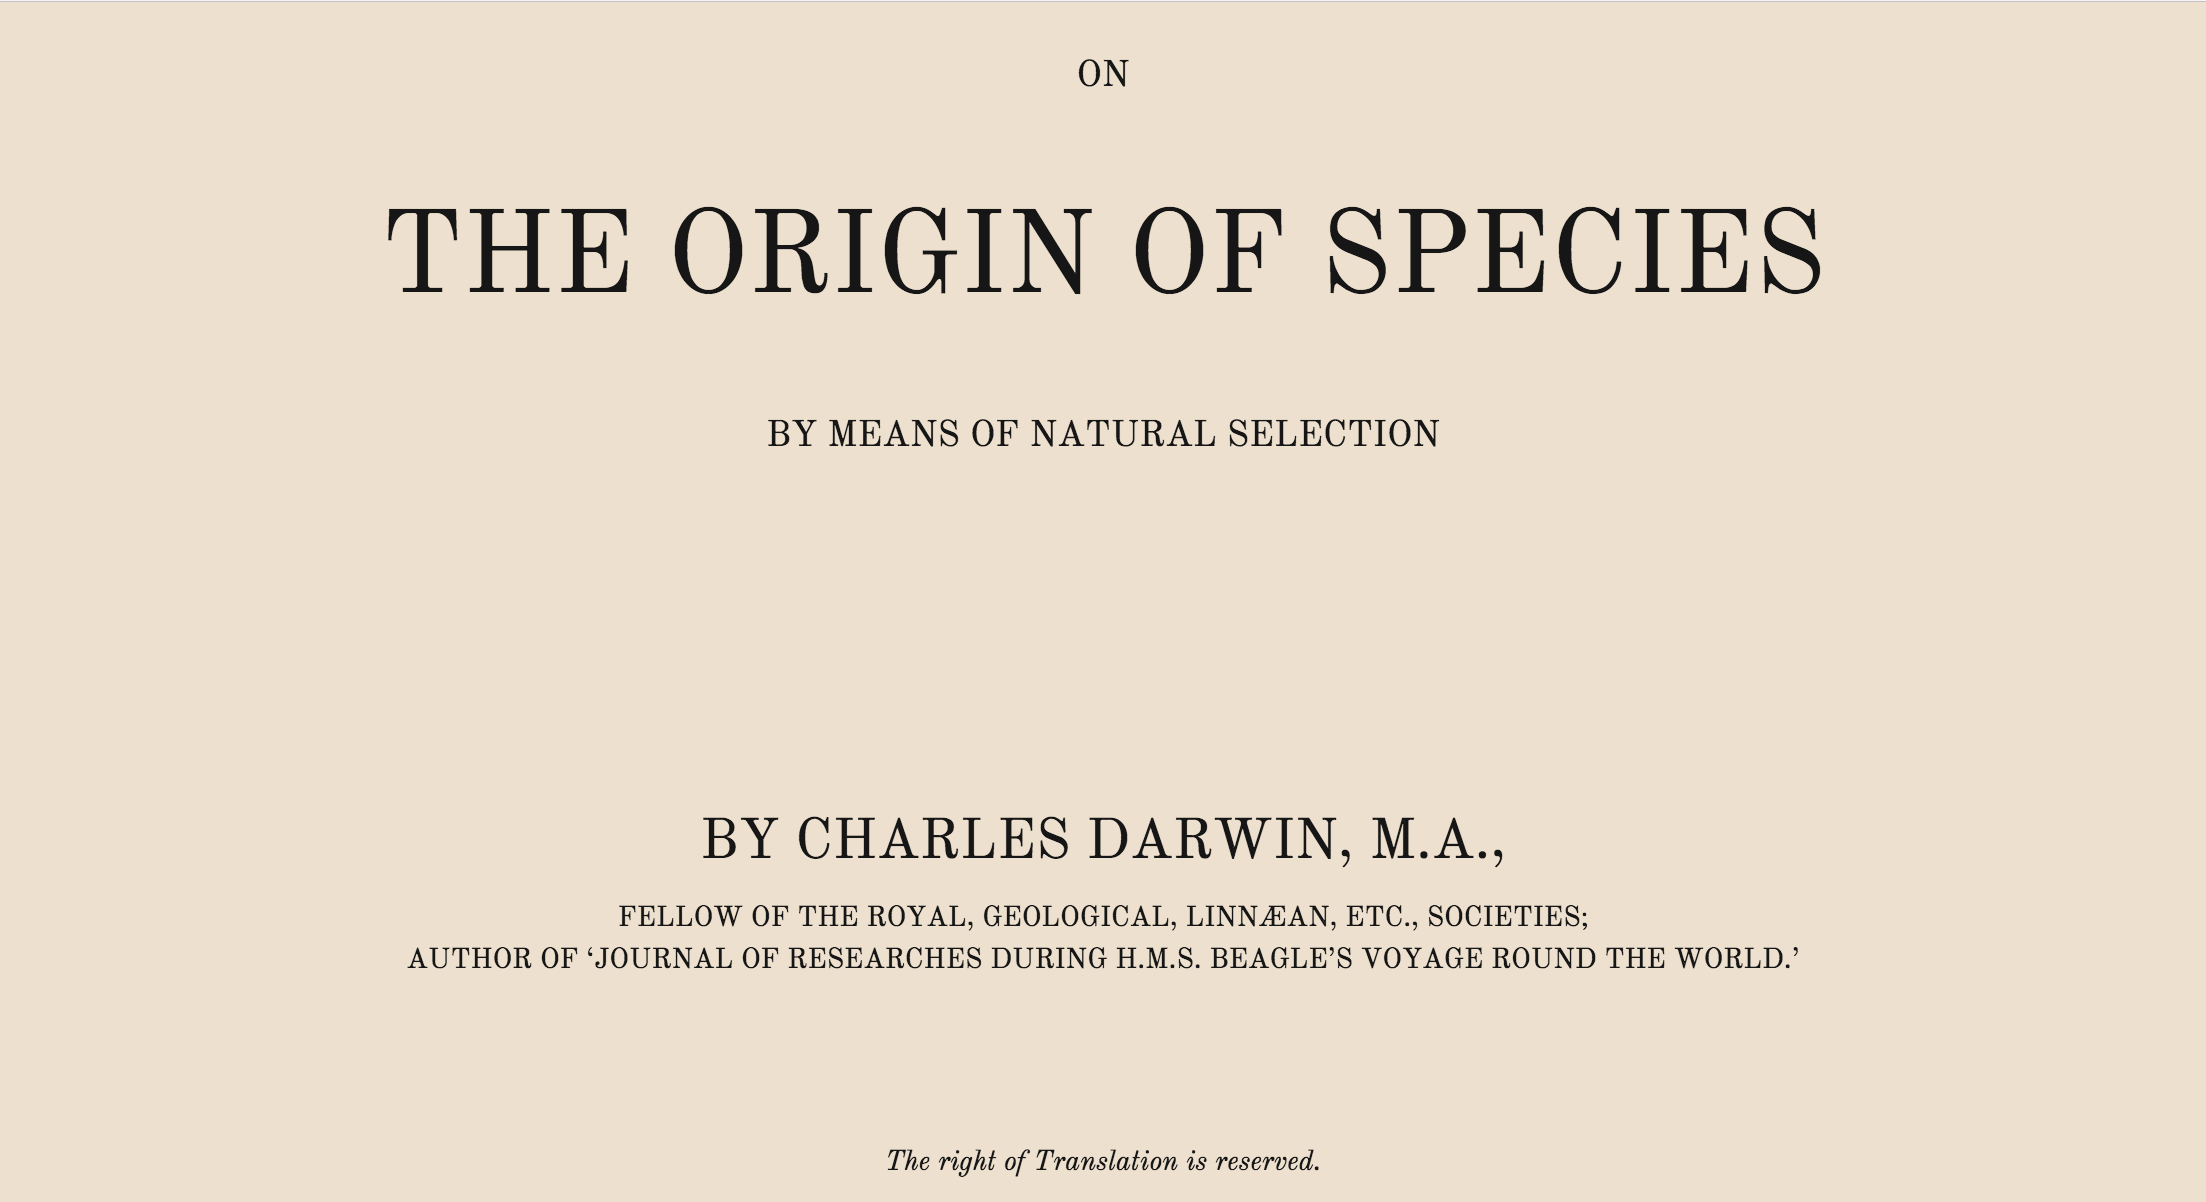 ON
THE ORIGIN OF SPECIES
BY MEANS OF NATURAL SELECTION
BY CHARLES DARWIN, M.A.,
FELLOW OF THE ROYAL, GEOLOGICAL, LINNÆAN, ETC., SOCIETIES;
AUTHOR OF ‘JOURNAL OF RESEARCHES DURING H.M.S. BEAGLE’S VOYAGE ROUND THE WORLD.’
The right of Translation is reserved.